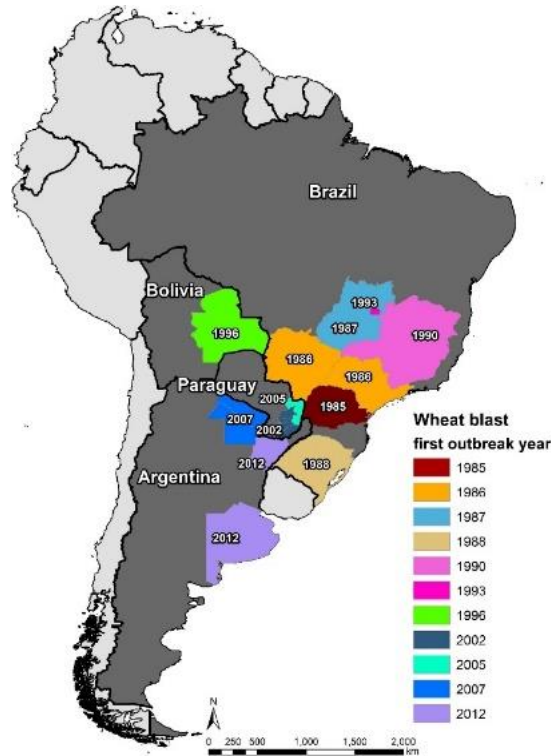 Brazil
Bolivia
1993
1987
1990
1996
1986
1986
Paraguay
2005
1985
2007
2002
2012
1988
Argentina
2012
Wheat blast
first outbreak year
1985
1986
1987
1988
1990
1993
1996
2002
2005
2007
2012
N
0 250 500 1,000 1,500 2,000
km